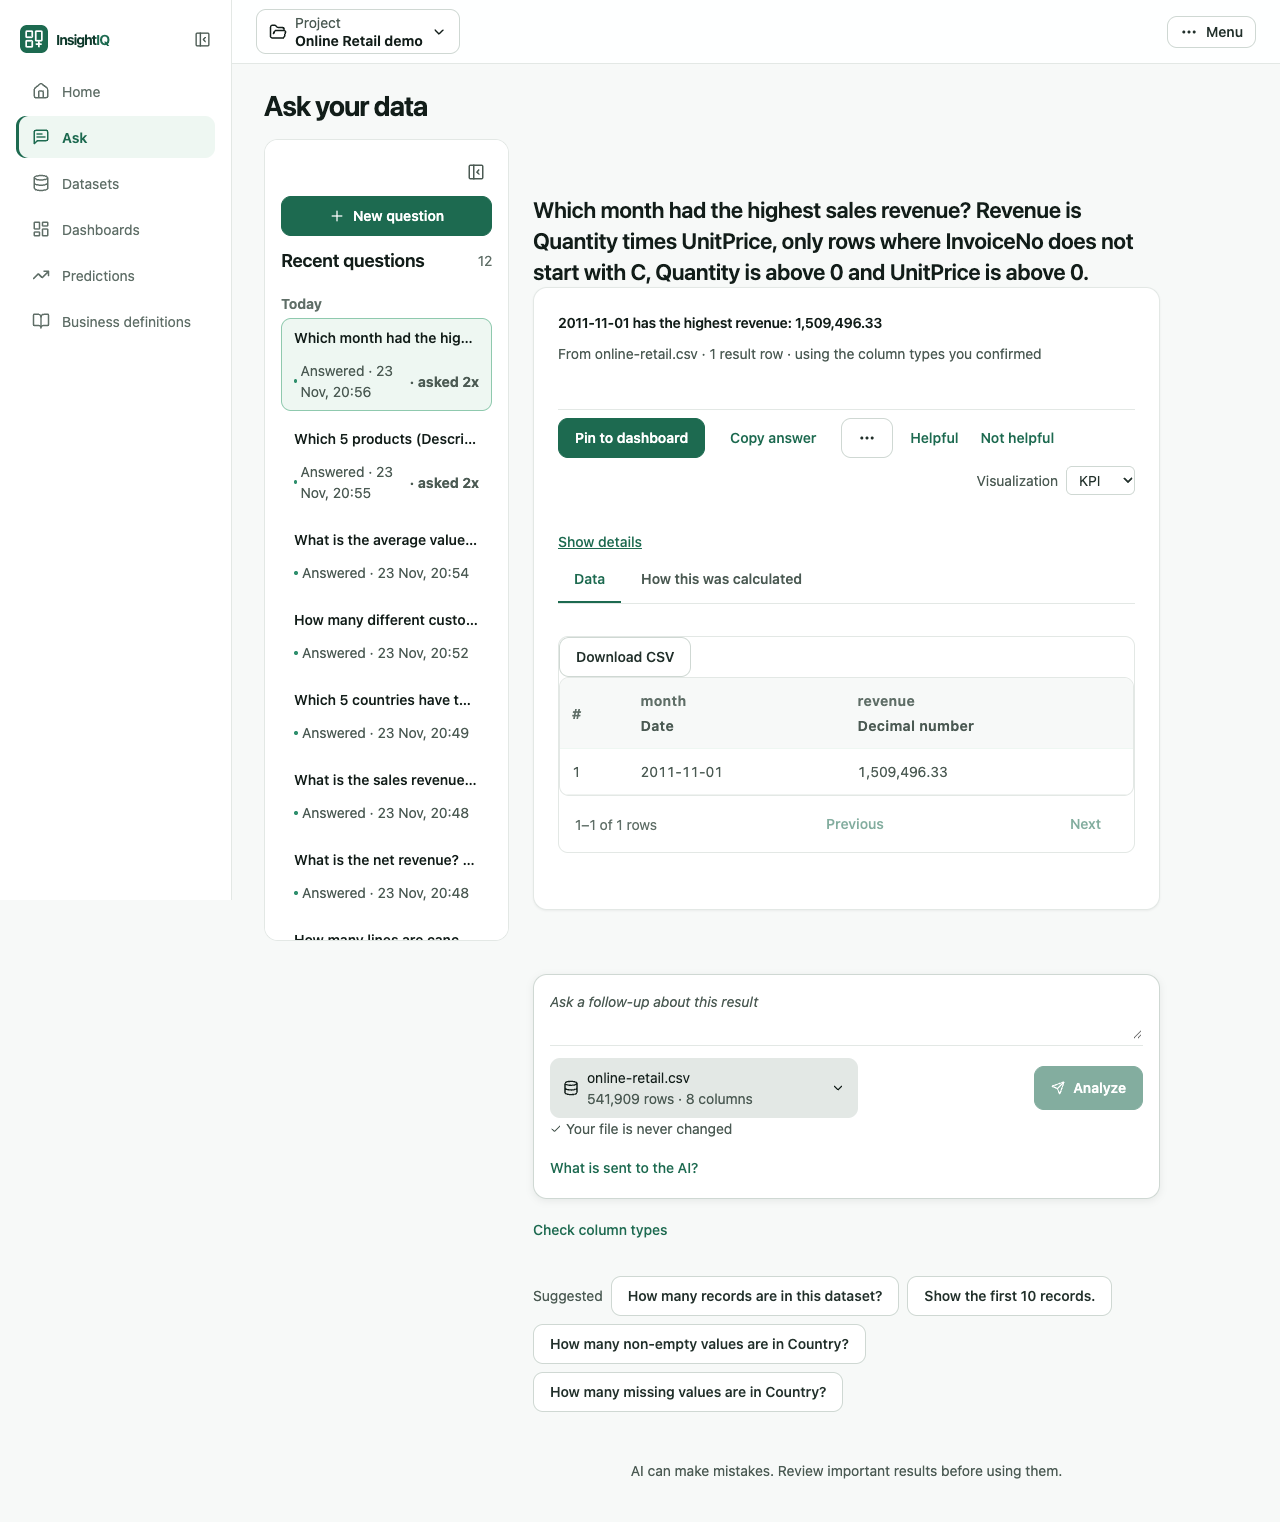 InsightIQ
Home
Ask
Datasets
Dashboards
Predictions
Business definitions
Project
Online Retail demo
Menu
Ask your data
New question
Recent questions 12
Today
Which month had the hig...
Answered · 23
Nov, 20:56
· asked 2x
Which 5 products (Descri...
Answered · 23
Nov, 20:55
· asked 2x
What is the average value...
Answered · 23 Nov, 20:54
How many different custo...
Answered · 23 Nov, 20:52
Which 5 countries have t...
Answered · 23 Nov, 20:49
What is the sales revenue...
Answered · 23 Nov, 20:48
What is the net revenue? ...
Answered · 23 Nov, 20:48
How many lines are canc...
Which month had the highest sales revenue? Revenue is
Quantity times UnitPrice, only rows where InvoiceNo does not
start with C, Quantity is above 0 and UnitPrice is above 0.
2011-11-01 has the highest revenue: 1,509,496.33
From online-retail.csv · 1 result row · using the column types you confirmed
Pin to dashboard Copy answer ••• Helpful Not helpful
Visualization KPI
Show details
Data How this was calculated
Download CSV
# month revenue
Date Decimal number
1 2011-11-01 1,509,496.33
1–1 of 1 rows Previous Next
Ask a follow-up about this result
online-retail.csv
541,909 rows · 8 columns
Analyze
✓ Your file is never changed
What is sent to the AI?
Check column types
Suggested How many records are in this dataset? Show the first 10 records.
How many non-empty values are in Country?
How many missing values are in Country?
AI can make mistakes. Review important results before using them.